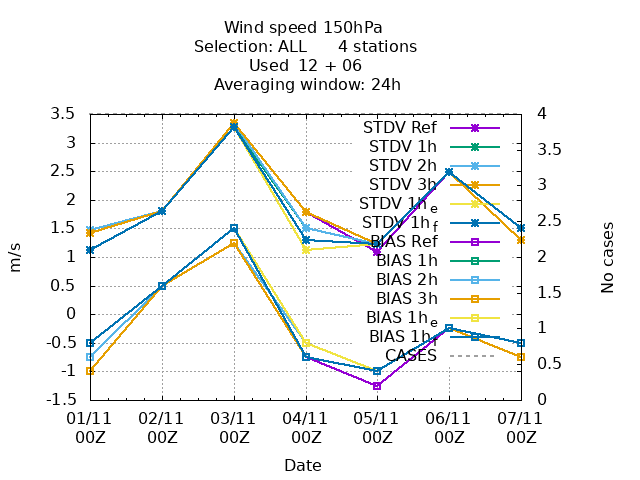 Wind speed 150hPa
Selection: ALL 4 stations
Used 12 + 06
Averaging window: 24h
3.5
3
2.5
2
1.5
1
0.5
0
-0.5
-1
-1.5
m/s
4
3.5
3
2.5
2
1.5
1
0.5
0
No cases
STDV Ref
STDV 1h
STDV 2h
STDV 3h
STDV 1he
STDV 1hf
BIAS Ref
BIAS 1h
BIAS 2h
BIAS 3h
BIAS 1he
BIAS 1hf
CASES
01/11 02/11 03/11 04/11 05/11 06/11 07/11
00Z 00Z 00Z 00Z 00Z 00Z 00Z
Date